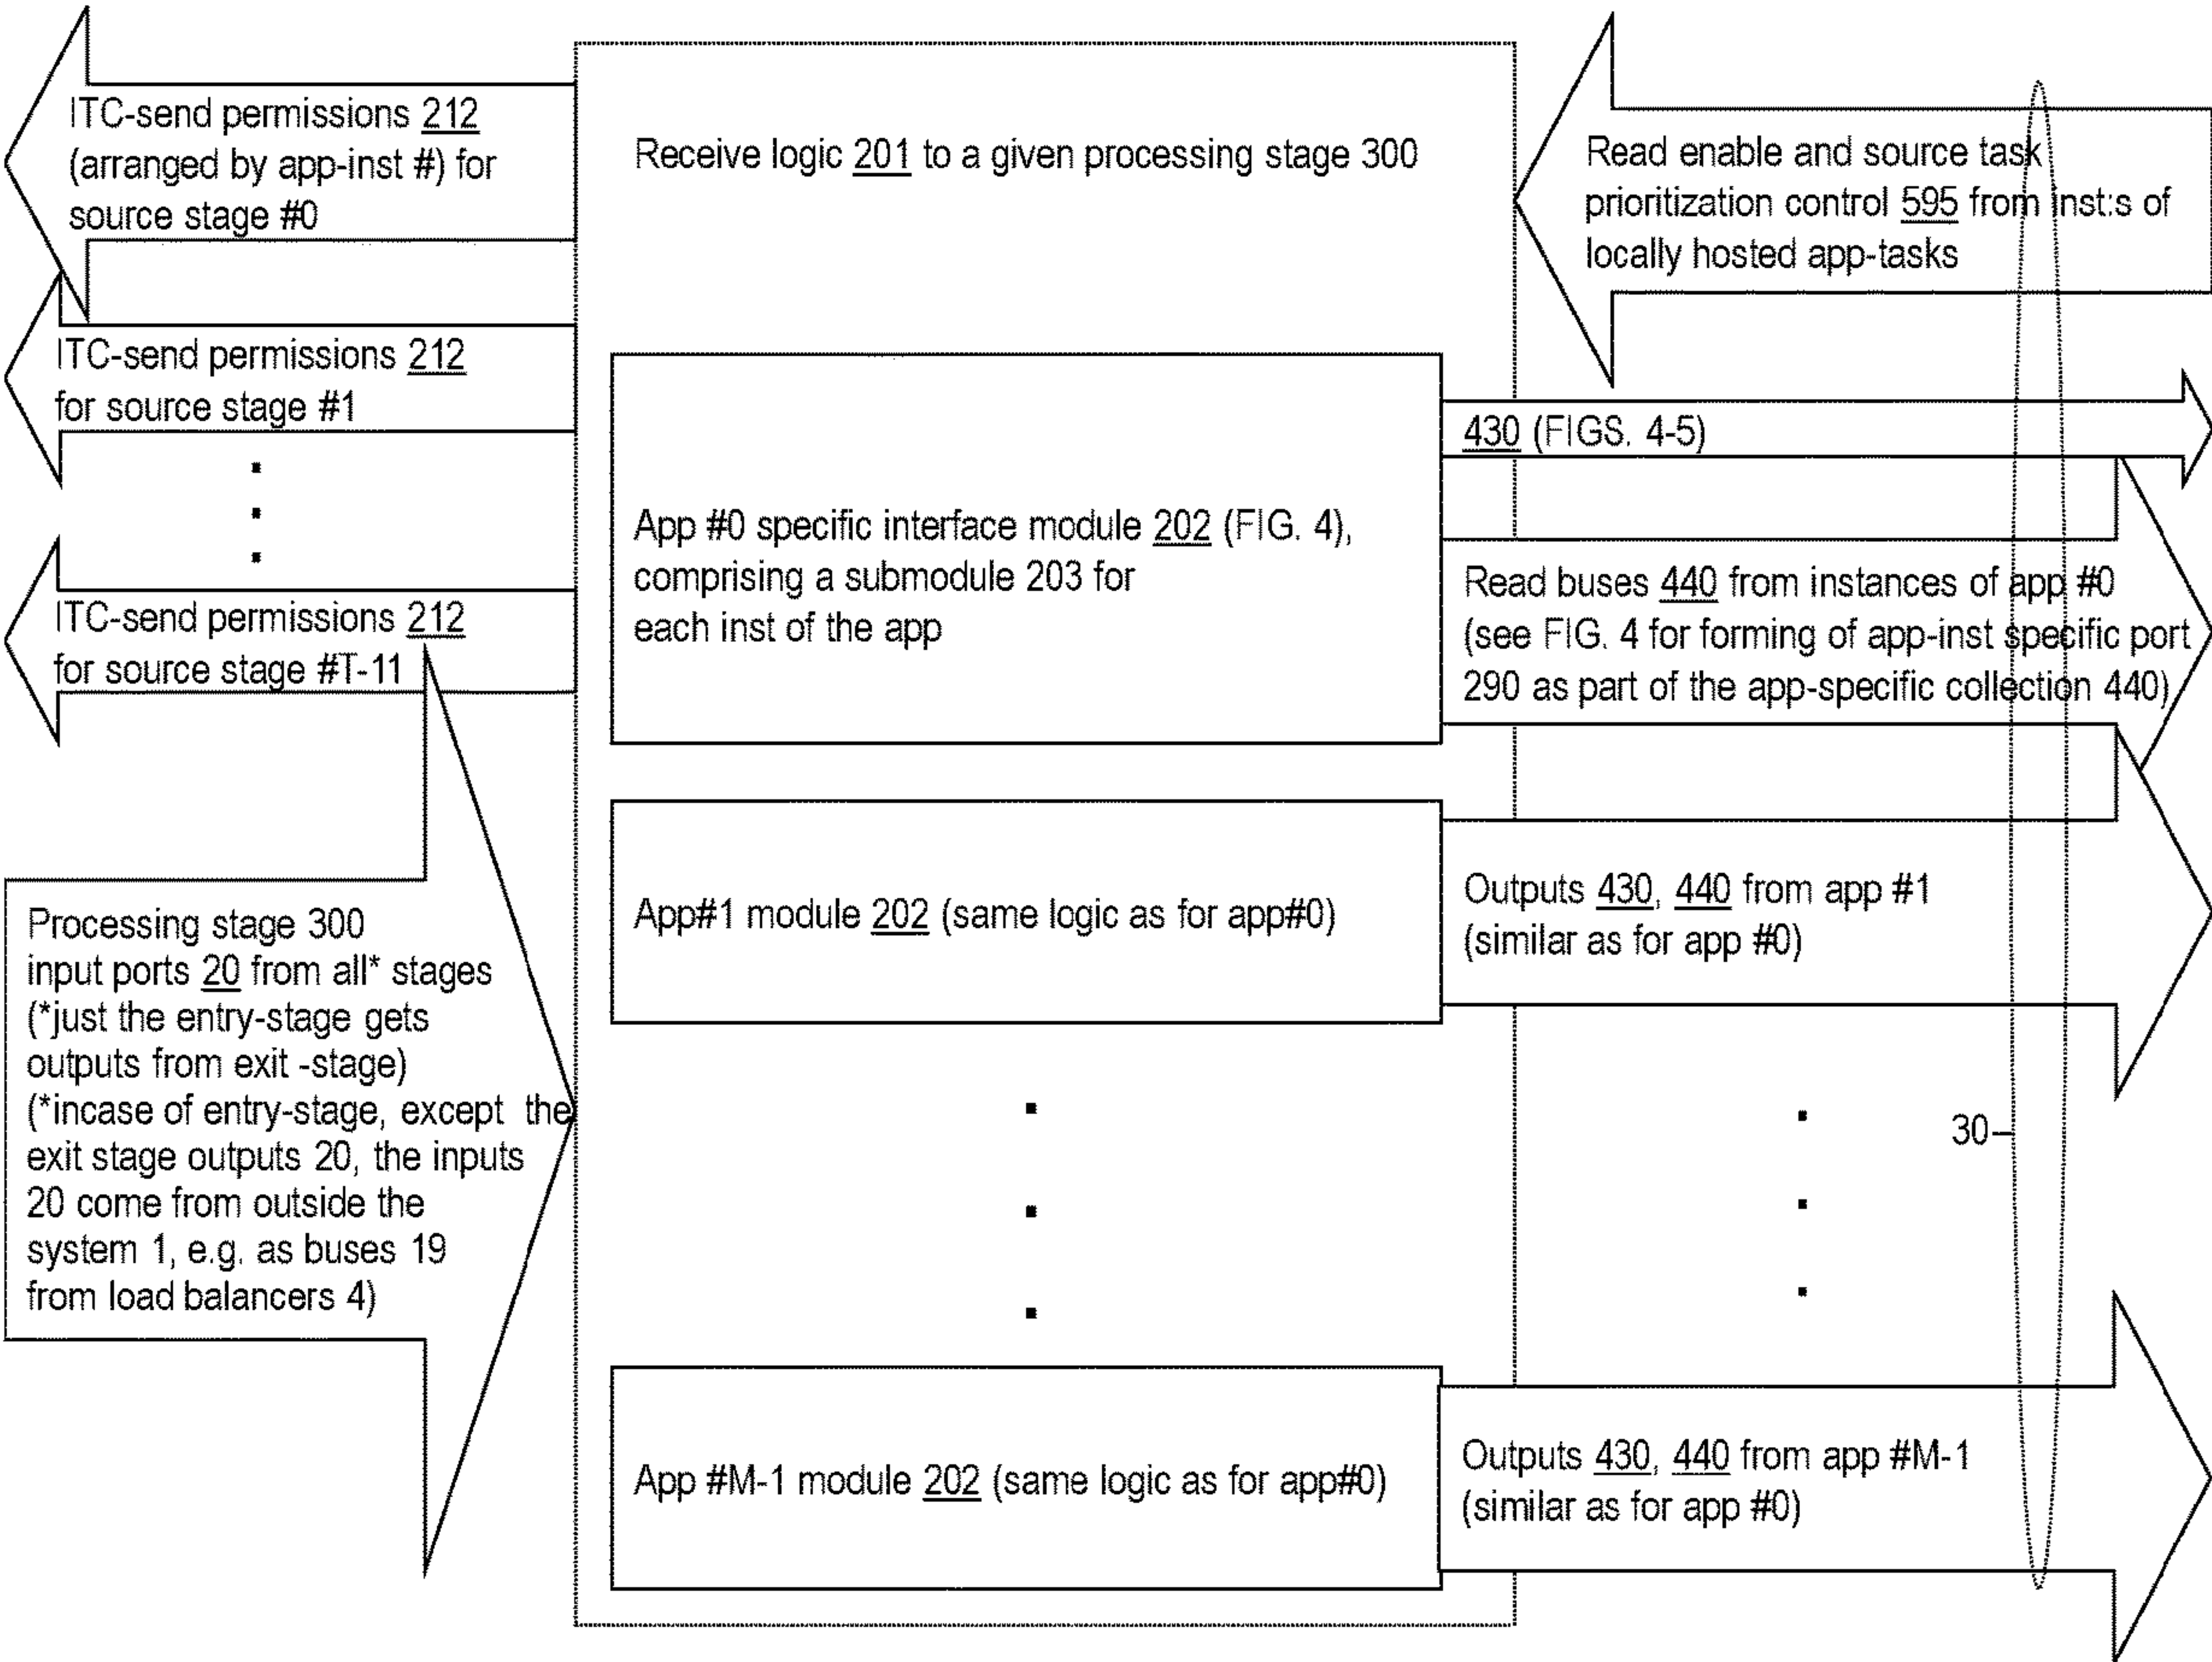 ITC-send permissions 212
(arranged by app-inst #) for
source stage #0
ITC-send permissions 212
for source stage #1
ITC-send permissions 212
for source stage #T-11
Processing stage 300
input ports 20 from all* stages
(*just the entry-stage gets
outputs from exit -stage)
(*incase of entry-stage, except the
exit stage outputs 20, the inputs
20 come from outside the
system 1, e.g. as buses 19
from load balancers 4)
Receive logic 201 to a given processing stage 300
App #0 specific interface module 202 (FIG. 4),
comprising a submodule 203 for
each inst of the app
App#1 module 202 (same logic as for app#0)
App #M-1 module 202 (same logic as for app#0)
Read enable and source task
prioritization control 595 from inst:s of
locally hosted app-tasks
430 (FIGS. 4-5)
Read buses 440 from instances of app #0
(see FIG. 4 for forming of app-inst specific port
290 as part of the app-specific collection 440)
Outputs 430, 440 from app #1
(similar as for app #0)
30
Outputs 430, 440 from app #M-1
(similar as for app #0)